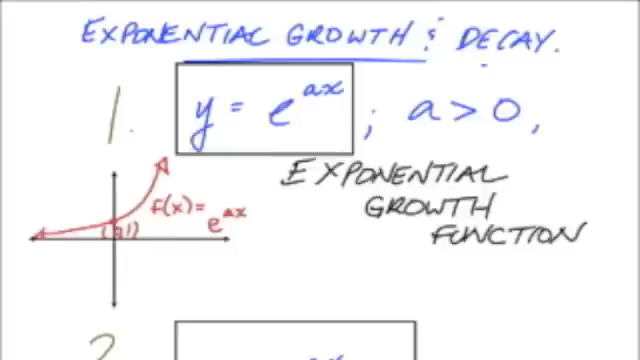 EXPONENTIAL GROWTH & DECAY.
1. y = e^{ax} ; a > 0,
EXPONENTIAL
GROWTH
FUNCTION
f(x) = e^{ax}
(0,1)
2.